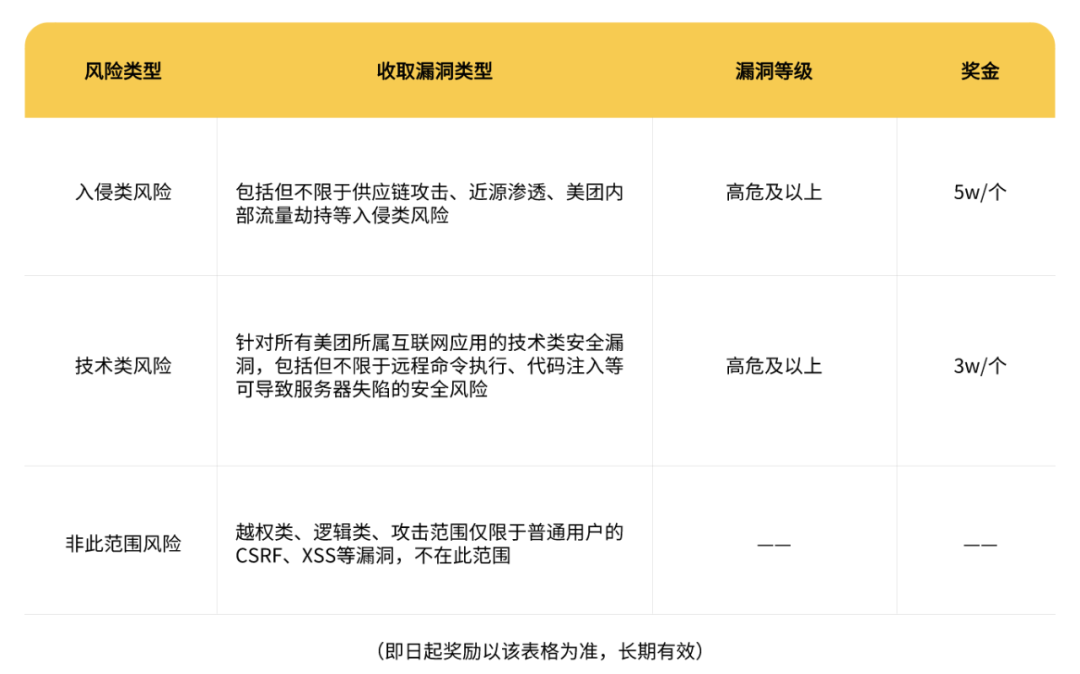 风险类型 收取漏洞类型 漏洞等级 奖金
入侵类风险
包括但不限于供应链攻击、近源渗透、美团内
部流量劫持等入侵类风险
高危及以上
5w/个
技术类风险
针对所有美团所属互联网应用的技术类安全漏
洞，包括但不限于远程命令执行、代码注入等
可导致服务器失陷的安全风险
高危及以上
3w/个
非此范围风险
越权类、逻辑类、攻击范围仅限于普通用户的
CSRF、XSS等漏洞，不在此范围
——
——
（即日起奖励以该表格为准，长期有效）